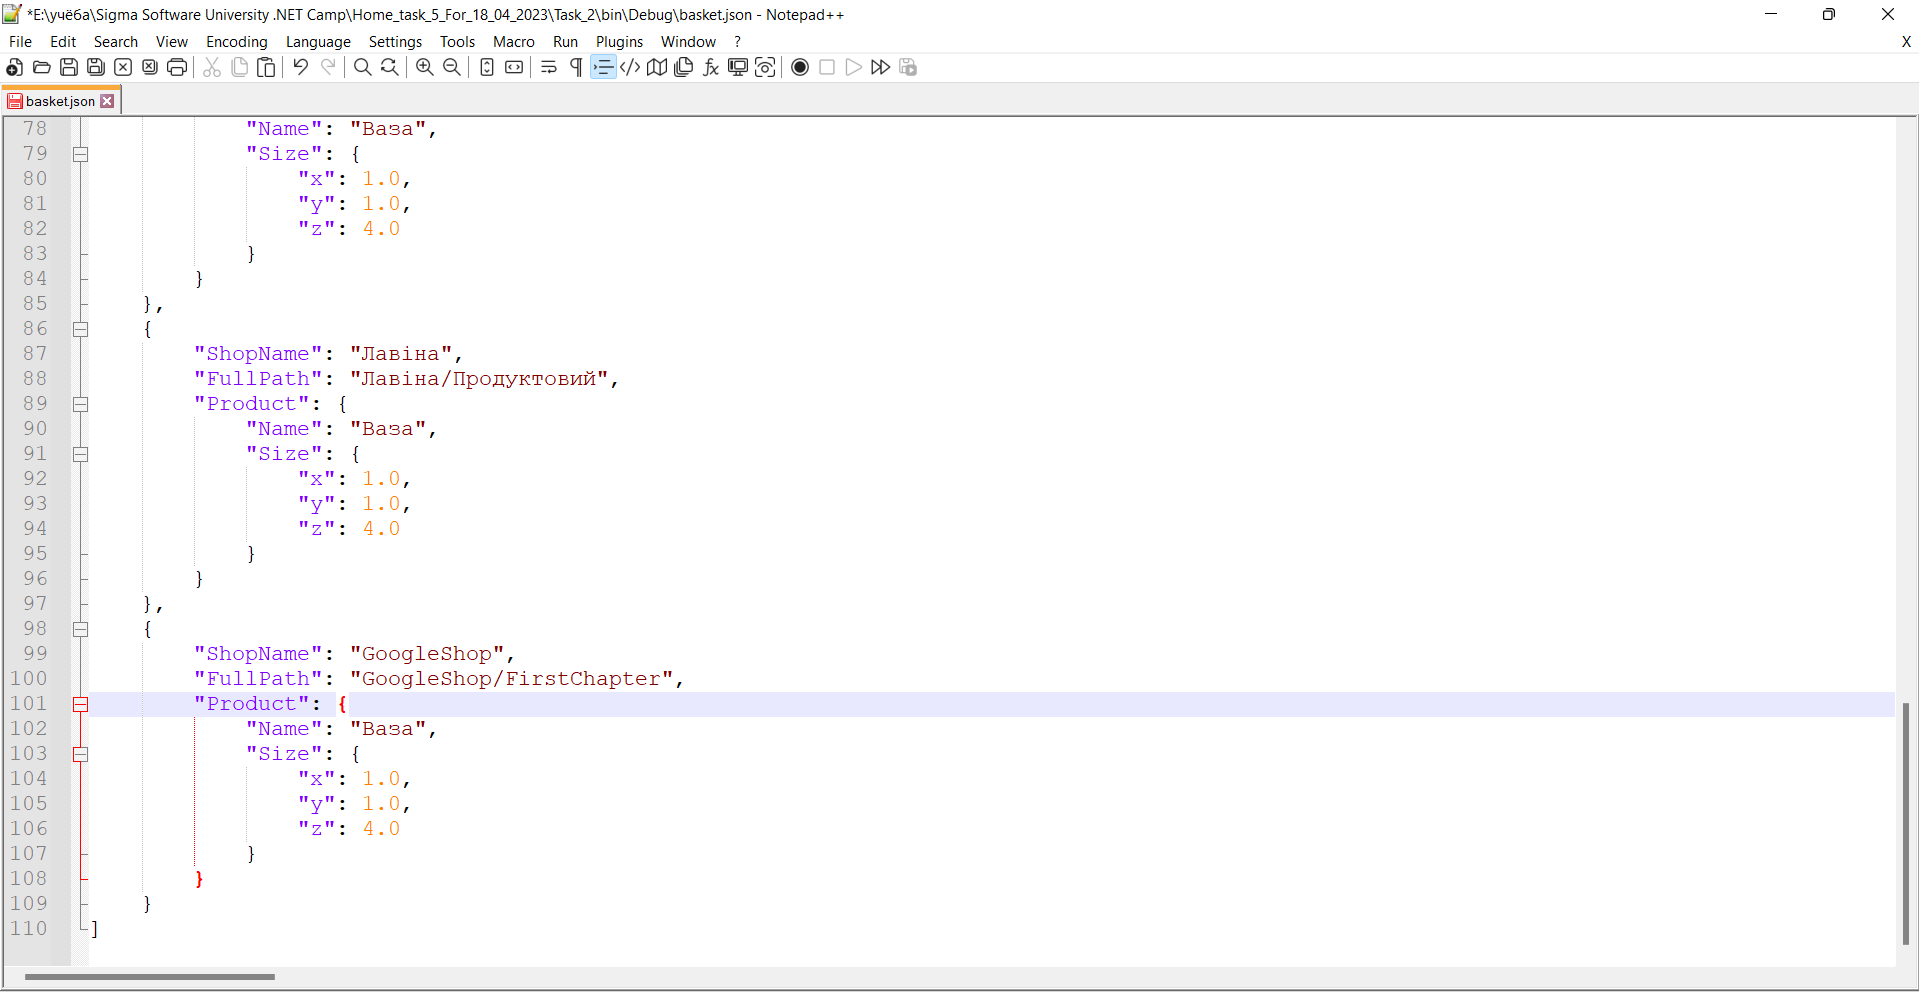 *E:\учёба\Sigma Software University .NET Camp\Home_task_5_For_18_04_2023\Task_2\bin\Debug\basket.json - Notepad++
File Edit Search View Encoding Language Settings Tools Macro Run Plugins Window ? X
basket.json
78 "Name": "Ваза",
79 "Size": {
80 "x": 1.0,
81 "y": 1.0,
82 "z": 4.0
83 }
84 }
85 },
86 {
87 "ShopName": "Лавіна",
88 "FullPath": "Лавіна/Продуктовий",
89 "Product": {
90 "Name": "Ваза",
91 "Size": {
92 "x": 1.0,
93 "y": 1.0,
94 "z": 4.0
95 }
96 }
97 },
98 {
99 "ShopName": "GoogleShop",
100 "FullPath": "GoogleShop/FirstChapter",
101 "Product": {
102 "Name": "Ваза",
103 "Size": {
104 "x": 1.0,
105 "y": 1.0,
106 "z": 4.0
107 }
108 }
109 }
110 ]